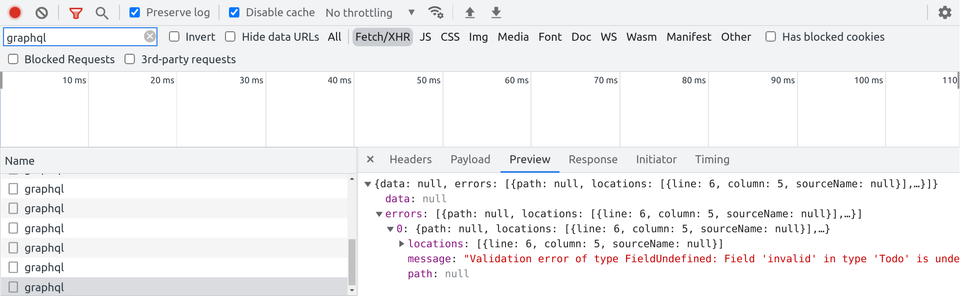 Preserve log Disable cache No throttling
graphql Invert Hide data URLs All Fetch/XHR JS CSS Img Media Font Doc WS Wasm Manifest Other Has blocked cookies
Blocked Requests 3rd-party requests
10 ms 20 ms 30 ms 40 ms 50 ms 60 ms 70 ms 80 ms 90 ms 100 ms 110
Name
graphql
graphql
graphql
graphql
graphql
graphql
× Headers Payload Preview Response Initiator Timing
{data: null, errors: [{path: null, locations: [{line: 6, column: 5, sourceName: null}],…}]}
data: null
errors: [{path: null, locations: [{line: 6, column: 5, sourceName: null}],…}]
0: {path: null, locations: [{line: 6, column: 5, sourceName: null}],…}
locations: [{line: 6, column: 5, sourceName: null}]
message: "Validation error of type FieldUndefined: Field 'invalid' in type 'Todo' is unde
path: null